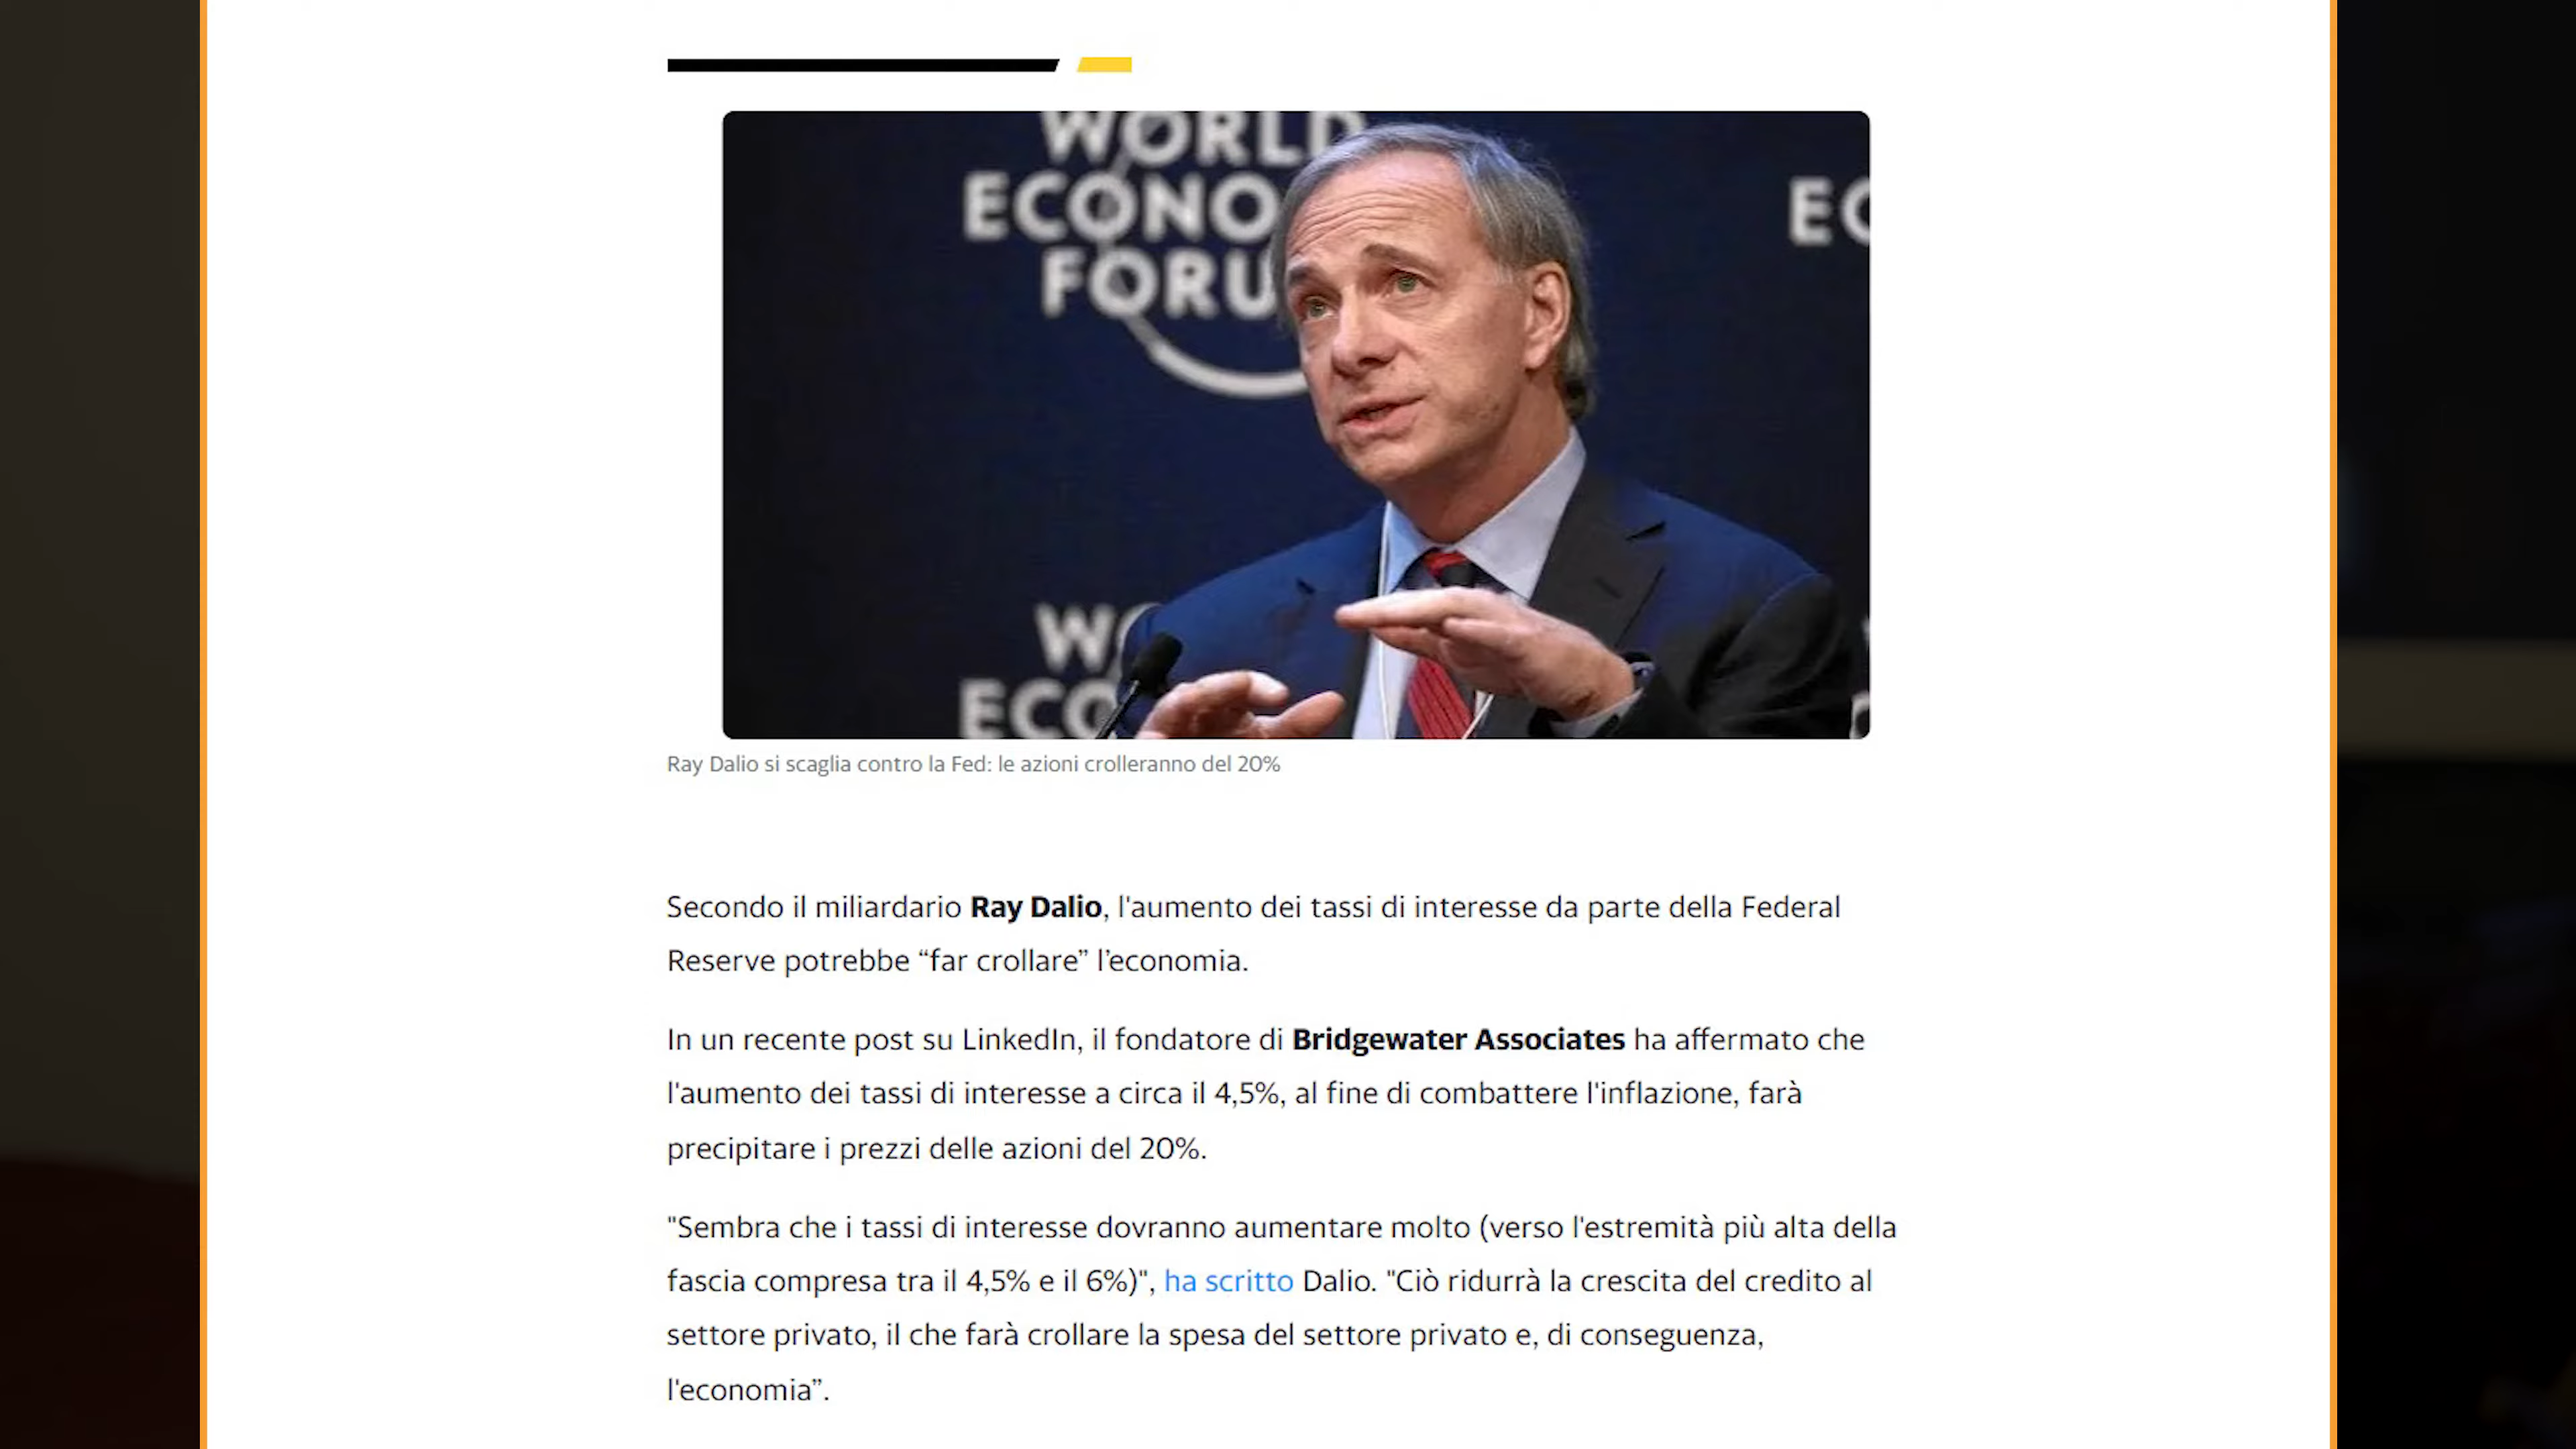 WORLD
ECONO
FORU
EC
W
ECO
Ray Dalio si scaglia contro la Fed: le azioni crolleranno del 20%
Secondo il miliardario Ray Dalio, l'aumento dei tassi di interesse da parte della Federal
Reserve potrebbe “far crollare” l’economia.
In un recente post su LinkedIn, il fondatore di Bridgewater Associates ha affermato che
l'aumento dei tassi di interesse a circa il 4,5%, al fine di combattere l'inflazione, farà
precipitare i prezzi delle azioni del 20%.
"Sembra che i tassi di interesse dovranno aumentare molto (verso l'estremità più alta della
fascia compresa tra il 4,5% e il 6%)", ha scritto Dalio. "Ciò ridurrà la crescita del credito al
settore privato, il che farà crollare la spesa del settore privato e, di conseguenza,
l'economia”.